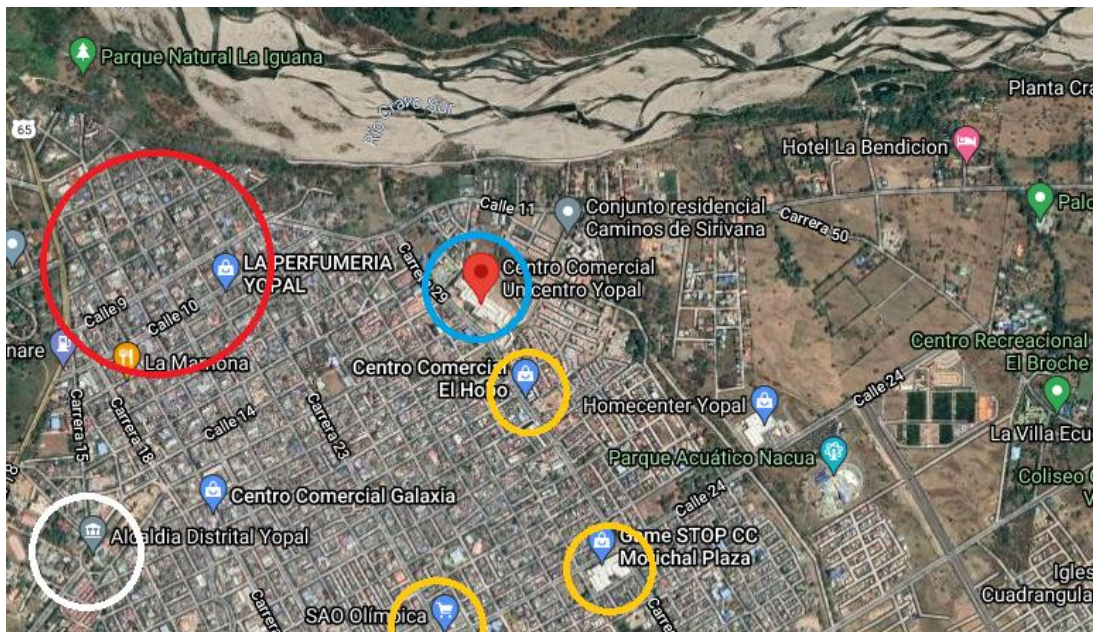 Parque Natural La Iguana
Planta Cra
65
Río Cravo Sur
Hotel La Bendicion
Calle 11
Conjunto residencial
Caminos de Sirivana
Carrera 50
Palo
LA PERFUMERIA
YOPAL
Carrera 29
Centro Comercial
Unicentro Yopal
Calle 9
Calle 10
nare
La Mamona
Centro Comercial
El Hobo
Centro Recreacional
El Broche
Calle 24
Homecenter Yopal
Carrera 15
Carrera 18
Calle 14
Carrera 23
La Villa Ecu
Parque Acuático Nacua
Coliseo
V
18
Centro Comercial Galaxia
Calle 24
Alcaldia Distrital Yopal
Game STOP CC
Morichal Plaza
Igles
Cuadrangula
SAO Olímpica
Carrera
Carre